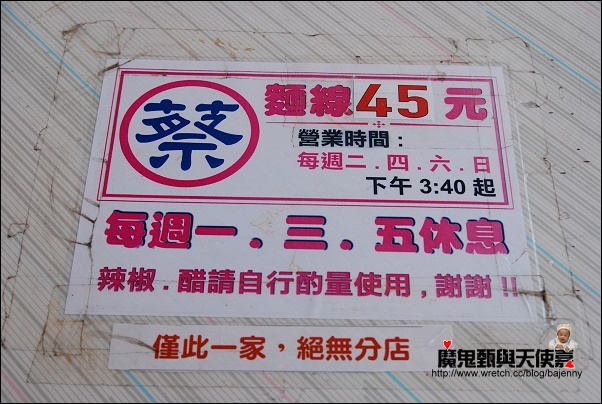 蔡
麵線45元
營業時間：
每週二．四．六．日
下午 3:40 起
每週一．三．五休息
辣椒．醋請自行酌量使用，謝謝!!
僅此一家，絕無分店
魔鬼甄與天使嘉
http://www.wretch.cc/blog/bajenny